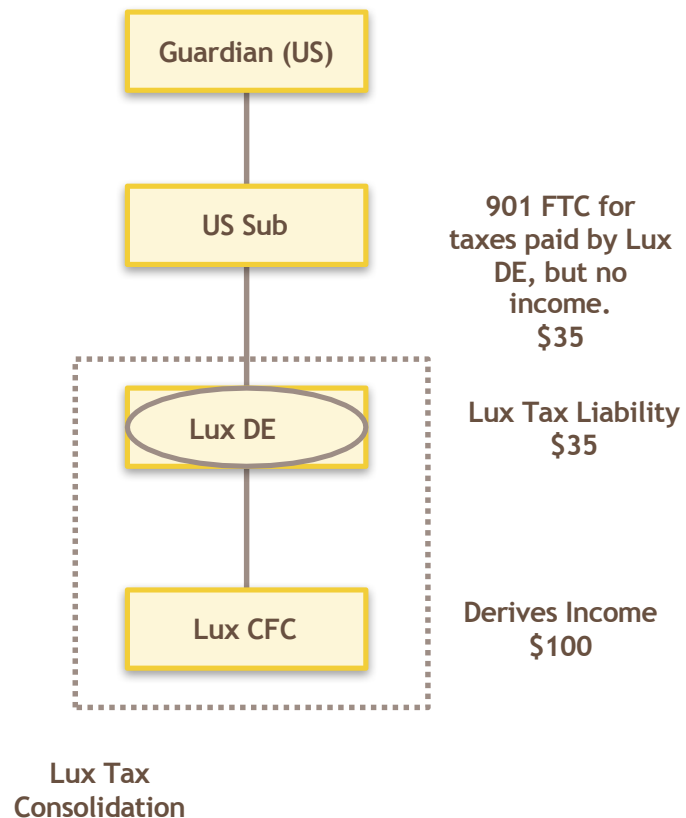 Guardian (US)
US Sub
901 FTC for
taxes paid by Lux
DE, but no
income.
$35
Lux DE
Lux Tax Liability
$35
Lux CFC
Derives Income
$100
Lux Tax
Consolidation